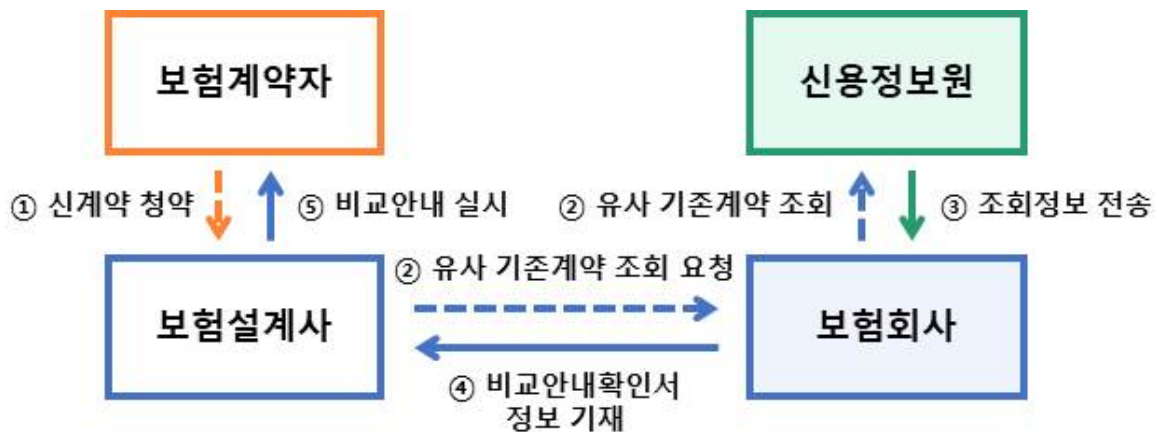 보험계약자
신용정보원
① 신계약 청약
⑤ 비교안내 실시
② 유사 기존계약 조회
③ 조회정보 전송
보험설계사
② 유사 기존계약 조회 요청
보험회사
④ 비교안내확인서
정보 기재